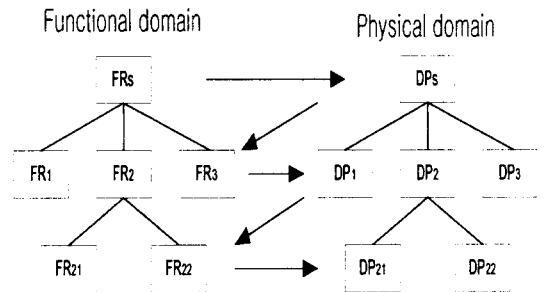 Functional domain Physical domain
FRs DPs
FR1 FR2 FR3 DP1 DP2 DP3
FR21 FR22 DP21 DP22